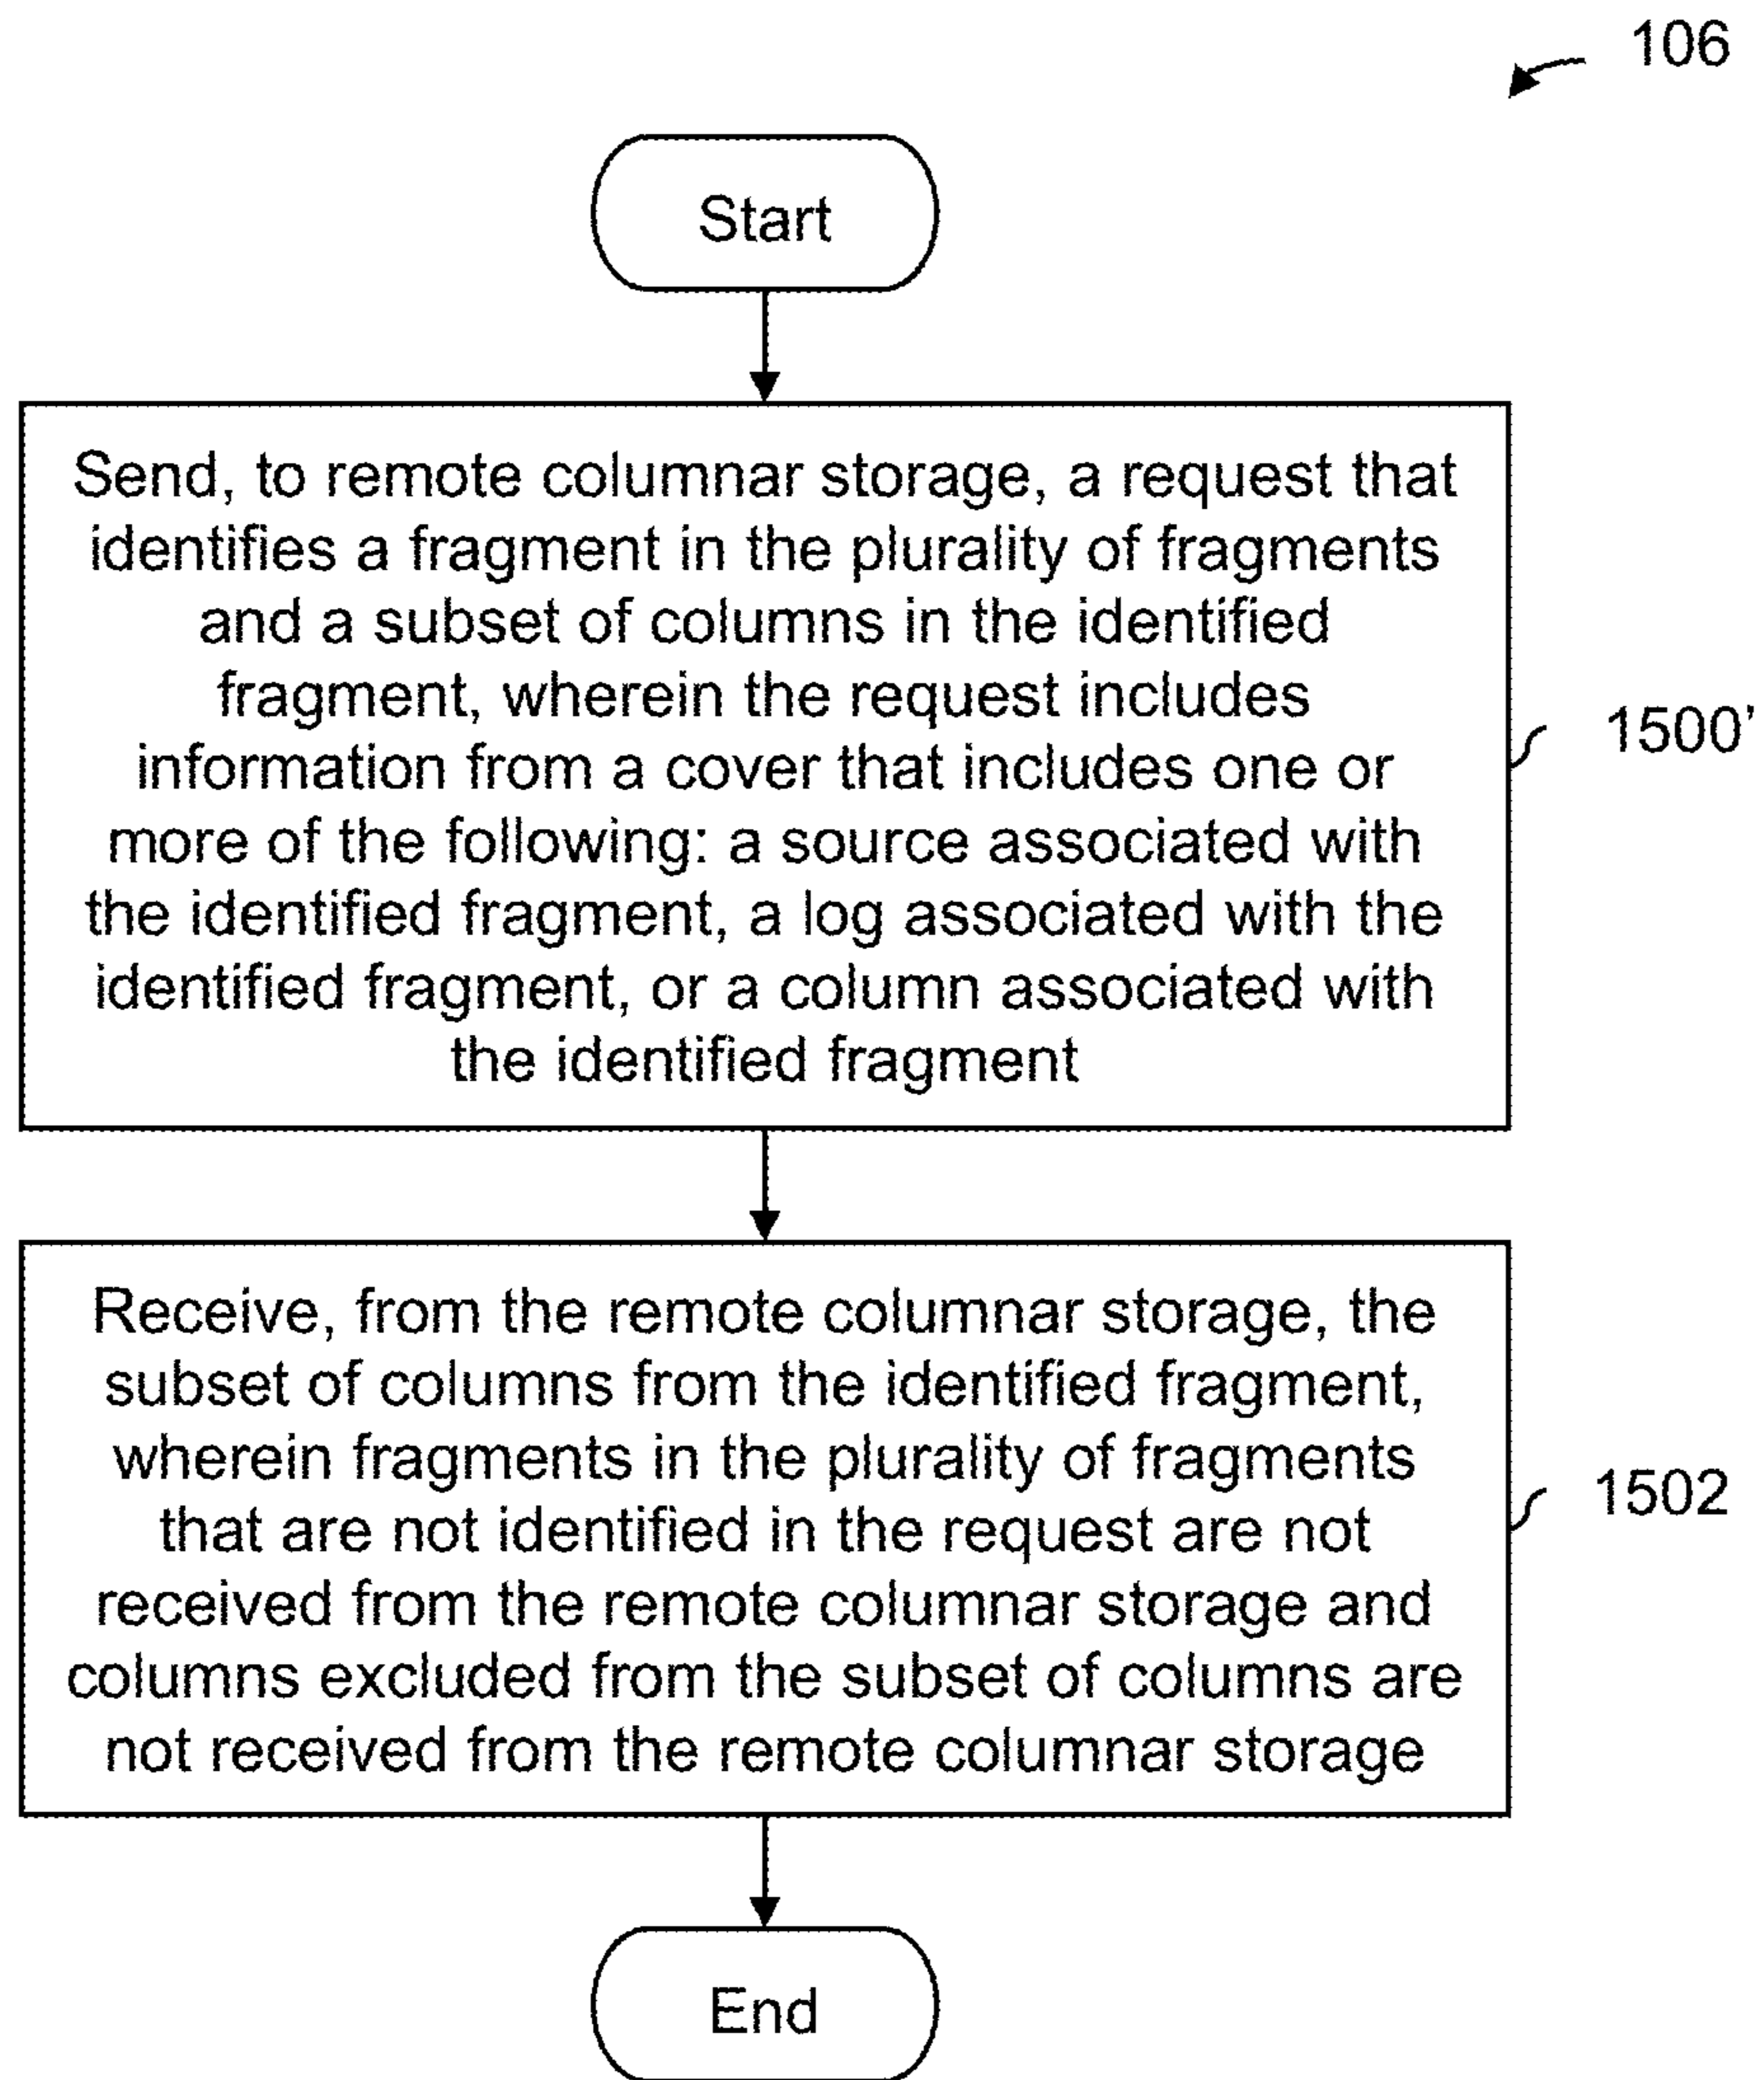 106
Start
Send, to remote columnar storage, a request that
identifies a fragment in the plurality of fragments
and a subset of columns in the identified
fragment, wherein the request includes
information from a cover that includes one or
more of the following: a source associated with
the identified fragment, a log associated with the
identified fragment, or a column associated with
the identified fragment
1500’
Receive, from the remote columnar storage, the
subset of columns from the identified fragment,
wherein fragments in the plurality of fragments
that are not identified in the request are not
received from the remote columnar storage and
columns excluded from the subset of columns are
not received from the remote columnar storage
1502
End